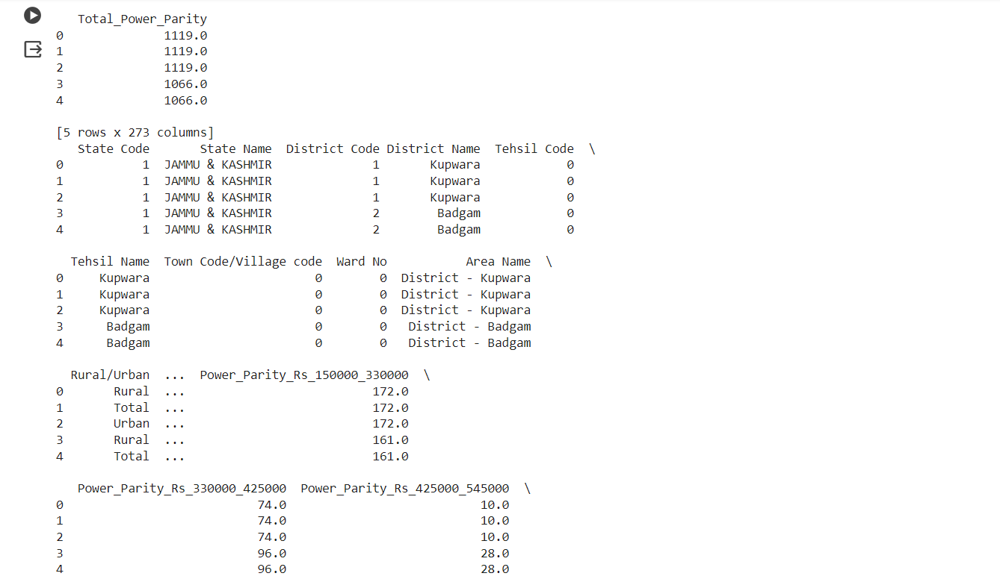 Total_Power_Parity
0 1119.0
1 1119.0
2 1119.0
3 1066.0
4 1066.0
[5 rows x 273 columns]
State Code State Name District Code District Name Tehsil Code \
0 1 JAMMU & KASHMIR 1 Kupwara 0
1 1 JAMMU & KASHMIR 1 Kupwara 0
2 1 JAMMU & KASHMIR 1 Kupwara 0
3 1 JAMMU & KASHMIR 2 Badgam 0
4 1 JAMMU & KASHMIR 2 Badgam 0
Tehsil Name Town Code/Village code Ward No Area Name \
0 Kupwara 0 0 District - Kupwara
1 Kupwara 0 0 District - Kupwara
2 Kupwara 0 0 District - Kupwara
3 Badgam 0 0 District - Badgam
4 Badgam 0 0 District - Badgam
Rural/Urban ... Power_Parity_Rs_150000_330000 \
0 Rural ... 172.0
1 Total ... 172.0
2 Urban ... 172.0
3 Rural ... 161.0
4 Total ... 161.0
Power_Parity_Rs_330000_425000 Power_Parity_Rs_425000_545000 \
0 74.0 10.0
1 74.0 10.0
2 74.0 10.0
3 96.0 28.0
4 96.0 28.0